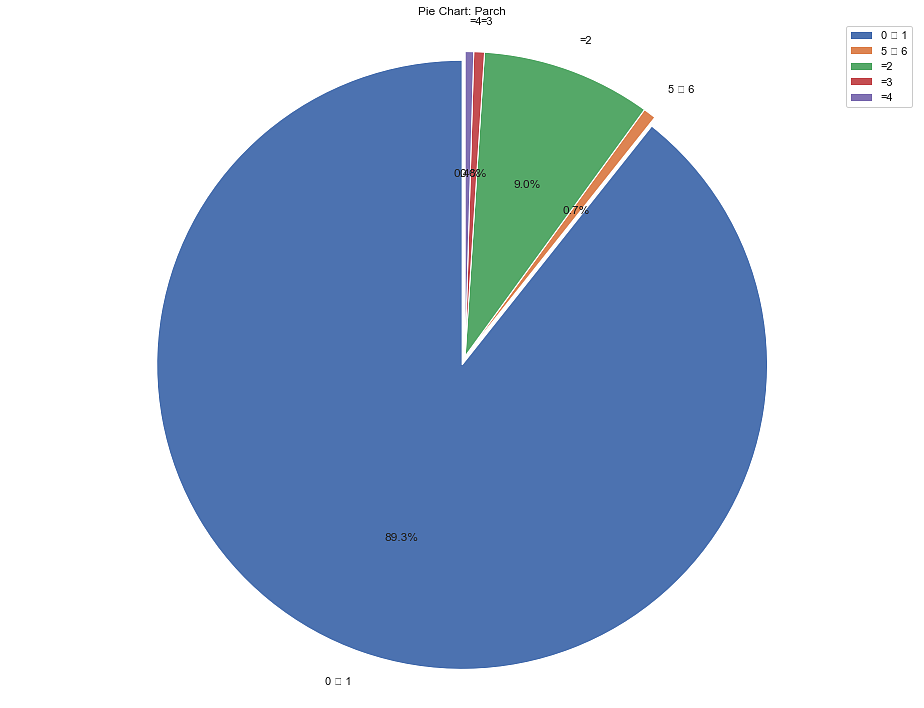 Pie Chart: Parch
=4
=3
=2
5 □ 6
9.0%
0.7%
89.3%
0 □ 1
0 □ 1
5 □ 6
=2
=3
=4